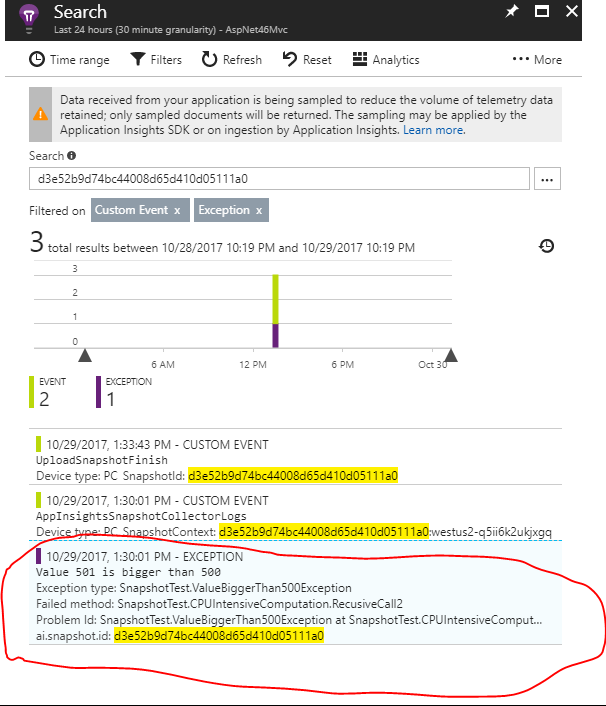 Search
Last 24 hours (30 minute granularity) - AspNet46Mvc
Time range Filters Refresh Reset Analytics ··· More
Data received from your application is being sampled to reduce the volume of telemetry data
retained; only sampled documents will be returned. The sampling may be applied by the
Application Insights SDK or on ingestion by Application Insights. Learn more.
Search
d3e52b9d74bc44008d65d410d05111a0 ...
Filtered on Custom Event x Exception x
3 total results between 10/28/2017 10:19 PM and 10/29/2017 10:19 PM
3
2
1
0
6 AM 12 PM 6 PM Oct 30
EVENT EXCEPTION
2 1
10/29/2017, 1:33:43 PM - CUSTOM EVENT
UploadSnapshotFinish
Device type: PC SnapshotId: d3e52b9d74bc44008d65d410d05111a0
10/29/2017, 1:30:01 PM - CUSTOM EVENT
AppInsightsSnapshotCollectorLogs
Device type: PC SnapshotContext: d3e52b9d74bc44008d65d410d05111a0:westus2-q5ii6k2ukjxgq
10/29/2017, 1:30:01 PM - EXCEPTION
Value 501 is bigger than 500
Exception type: SnapshotTest.ValueBiggerThan500Exception
Failed method: SnapshotTest.CPUIntensiveComputation.RecusiveCall2
Problem Id: SnapshotTest.ValueBiggerThan500Exception at SnapshotTest.CPUIntensiveComput...
ai.snapshot.id: d3e52b9d74bc44008d65d410d05111a0